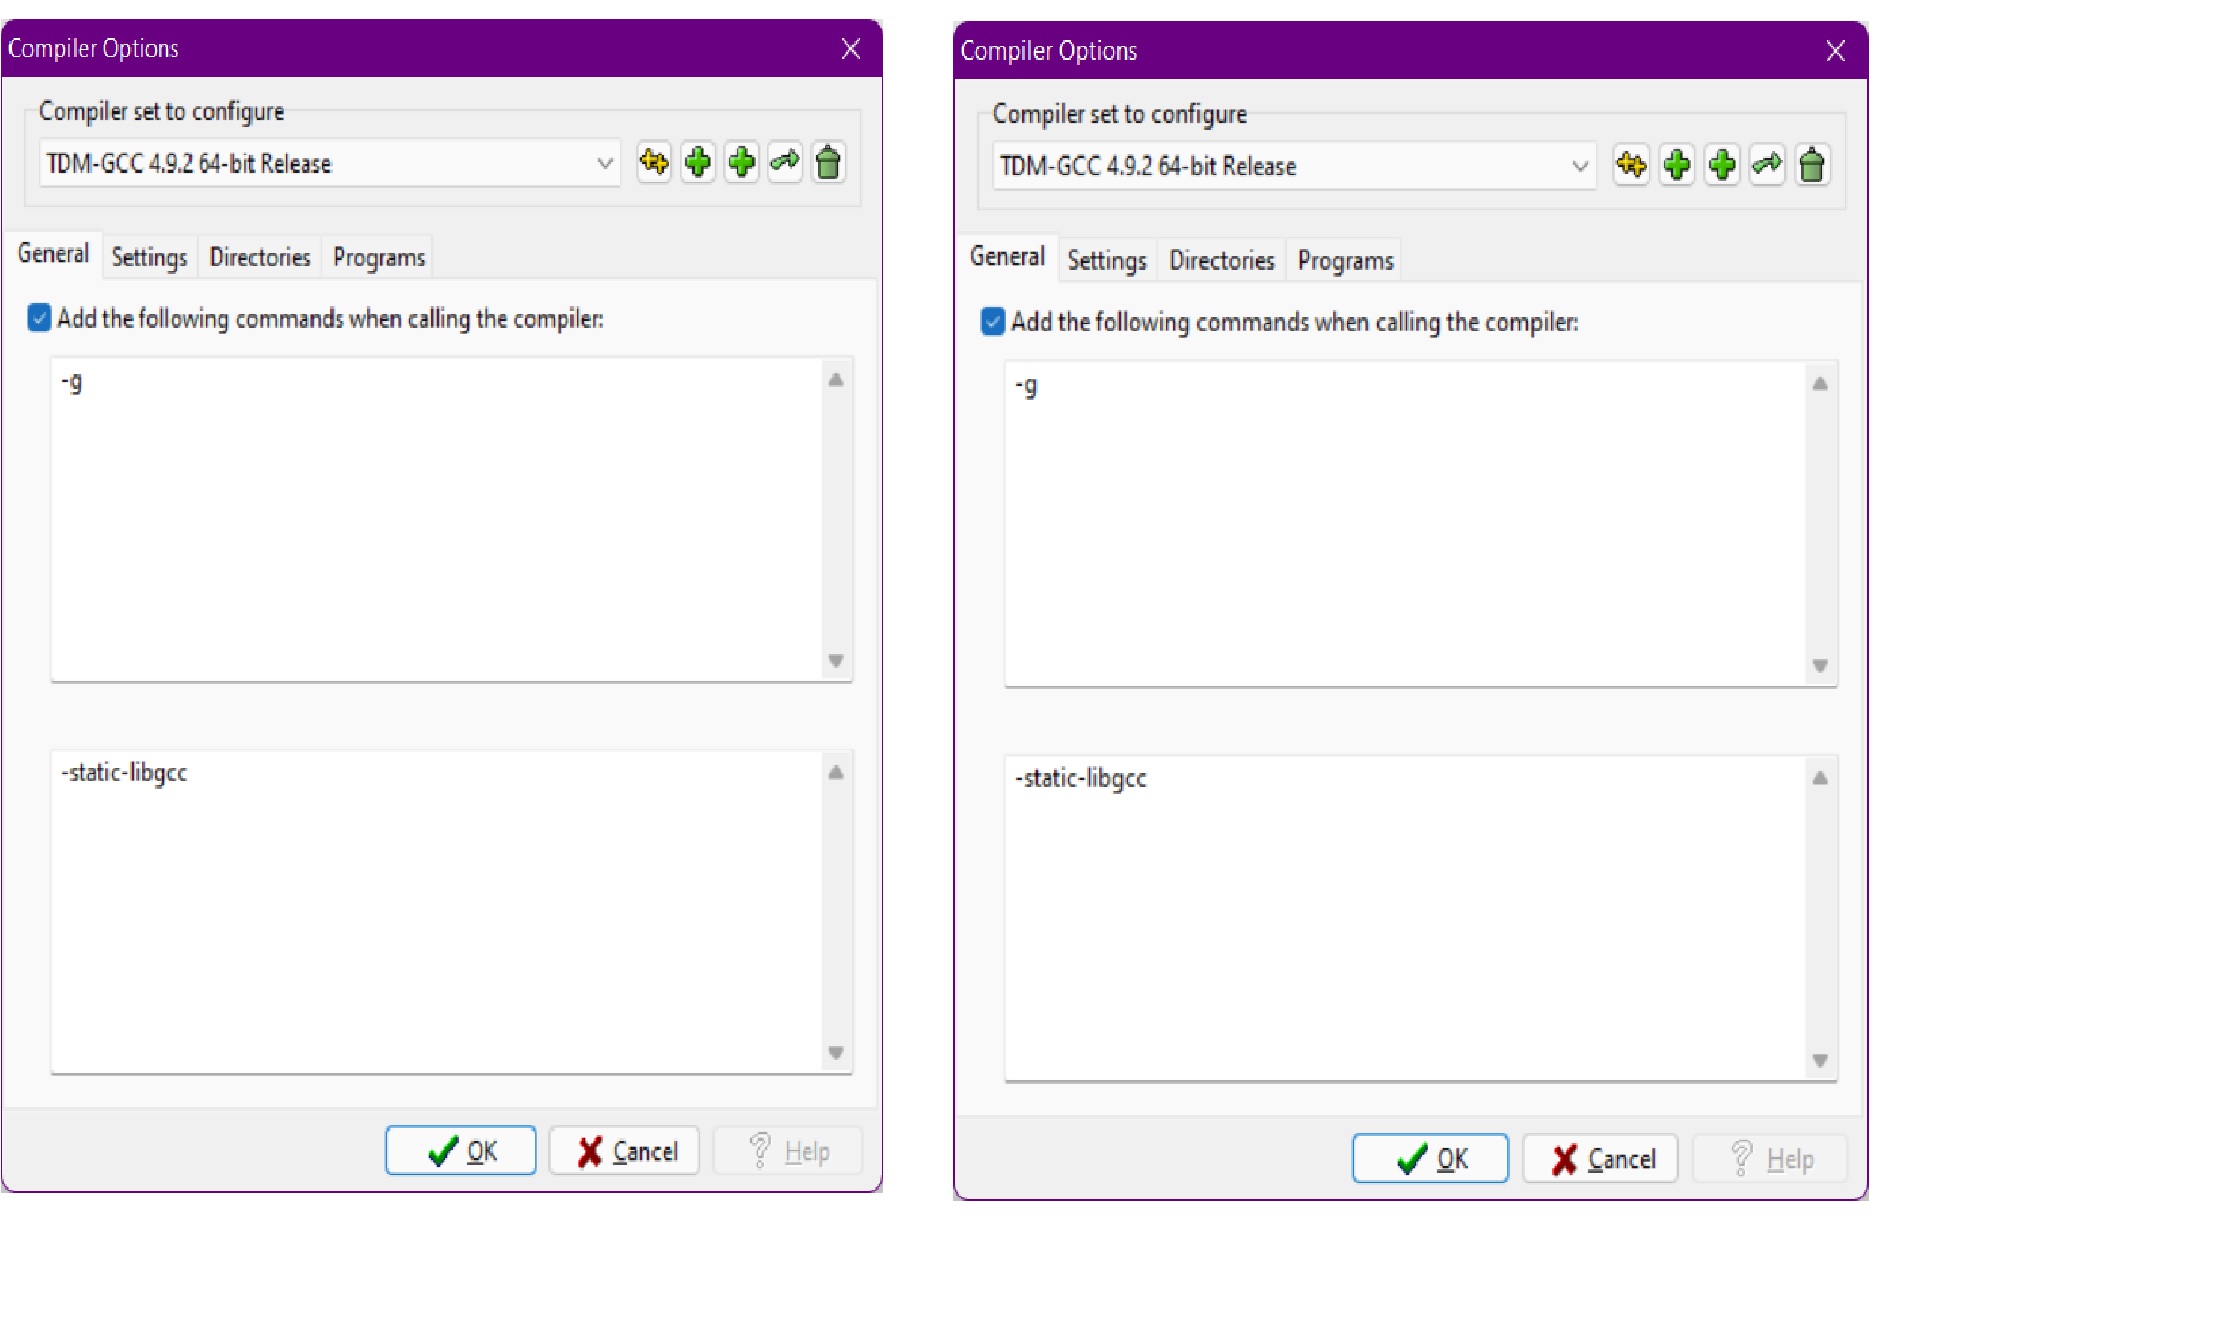 Compiler Options
Compiler set to configure
TDM-GCC 4.9.2 64-bit Release
General Settings Directories Programs
Add the following commands when calling the compiler:
-g
-static-libgcc
OK Cancel Help
Compiler Options
Compiler set to configure
TDM-GCC 4.9.2 64-bit Release
General Settings Directories Programs
Add the following commands when calling the compiler:
-g
-static-libgcc
OK Cancel Help